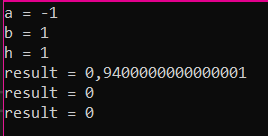 a = -1
b = 1
h = 1
result = 0,9400000000000001
result = 0
result = 0